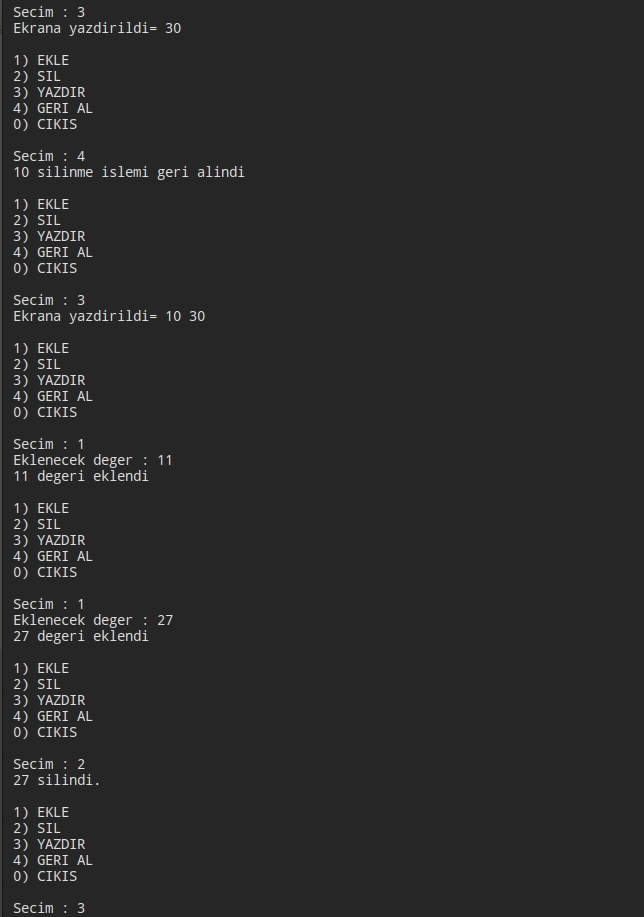 Secim : 3
Ekrana yazdirildi= 30
1) EKLE
2) SIL
3) YAZDIR
4) GERI AL
0) CIKIS
Secim : 4
10 silinme islemi geri alindi
1) EKLE
2) SIL
3) YAZDIR
4) GERI AL
0) CIKIS
Secim : 3
Ekrana yazdirildi= 10 30
1) EKLE
2) SIL
3) YAZDIR
4) GERI AL
0) CIKIS
Secim : 1
Eklenecek deger : 11
11 degeri eklendi
1) EKLE
2) SIL
3) YAZDIR
4) GERI AL
0) CIKIS
Secim : 1
Eklenecek deger : 27
27 degeri eklendi
1) EKLE
2) SIL
3) YAZDIR
4) GERI AL
0) CIKIS
Secim : 2
27 silindi.
1) EKLE
2) SIL
3) YAZDIR
4) GERI AL
0) CIKIS
Secim : 3